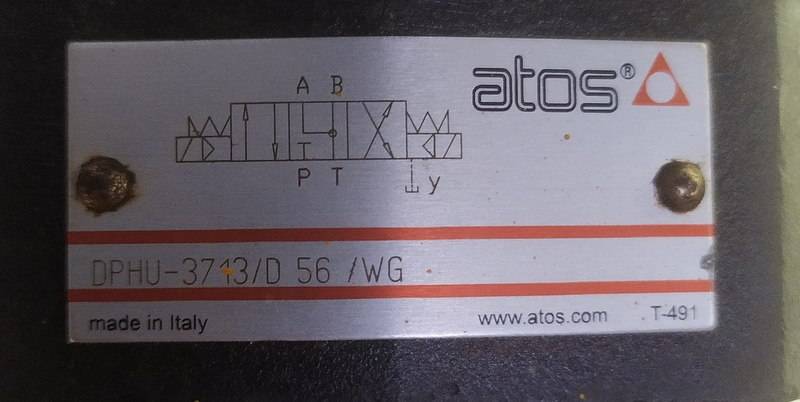 atos®
A B
P T
y
DPHU-3713/D 56 /WG
made in Italy www.atos.com T-491